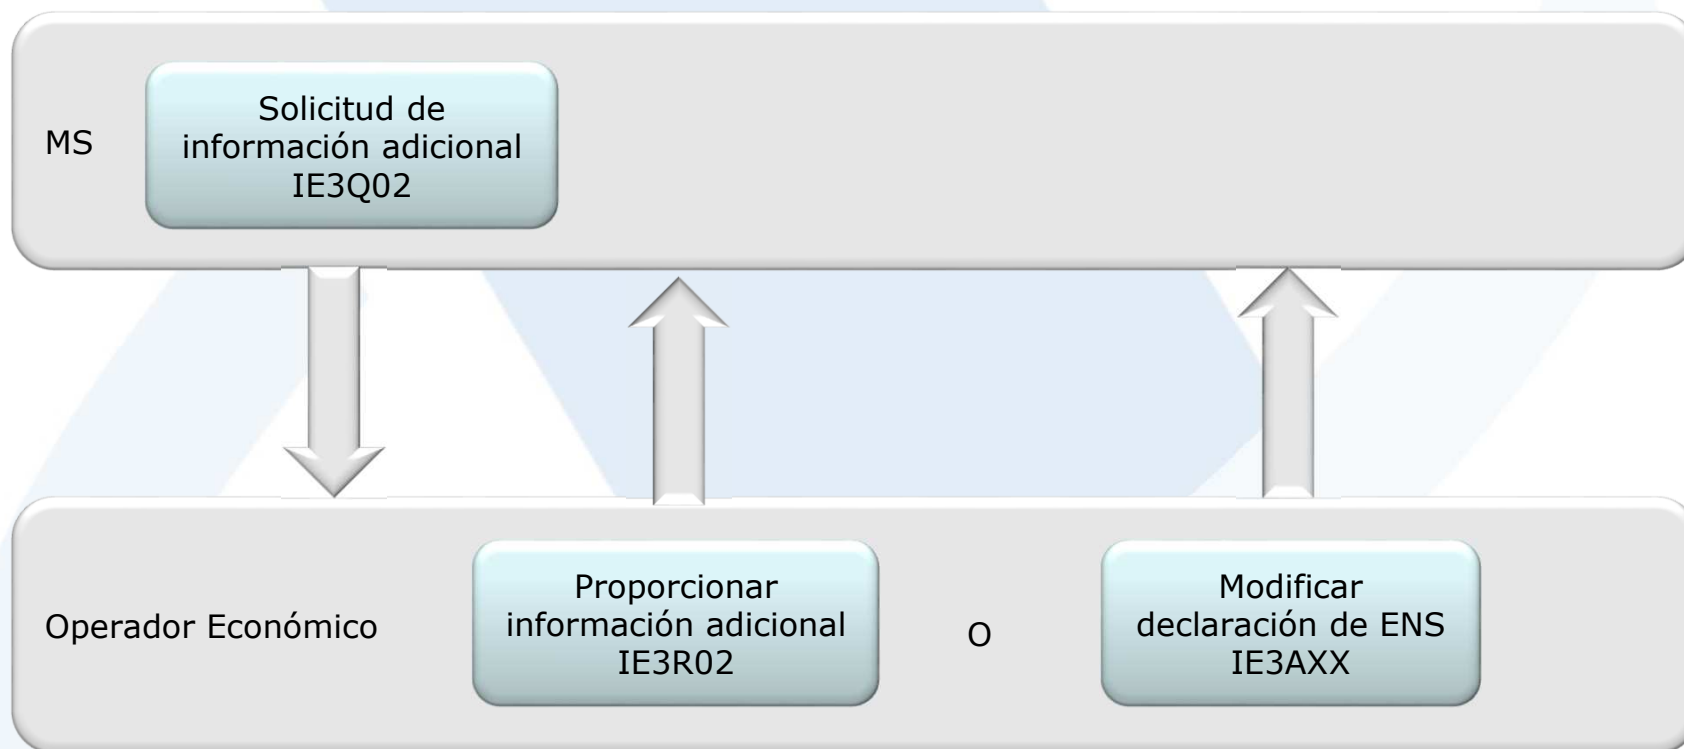 MS
Solicitud de
información adicional
IE3Q02
Operador Económico
Proporcionar
información adicional
IE3R02
O
Modificar
declaración de ENS
IE3AXX